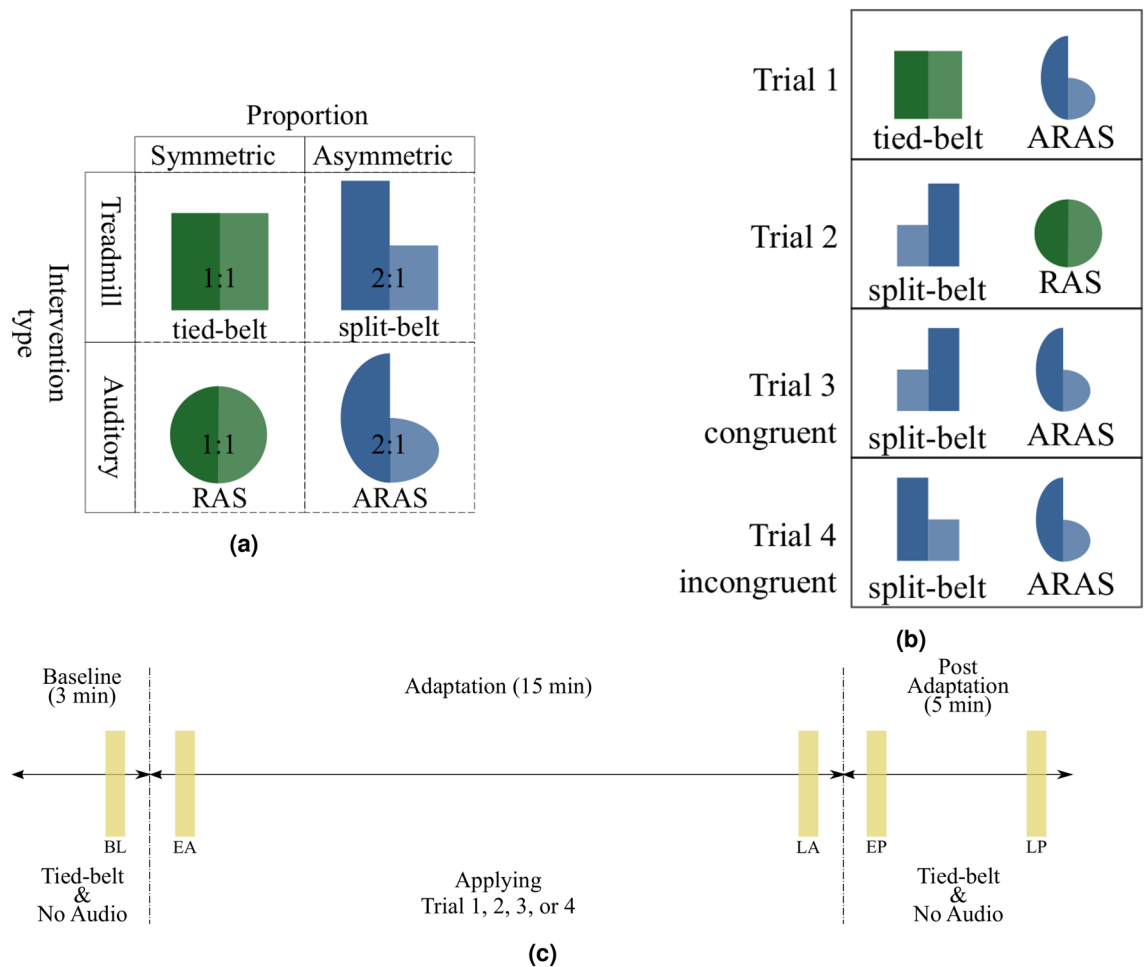 Proportion
Symmetric
Asymmetric
Intervention
type
Treadmill
1:1
tied-belt
2:1
split-belt
Auditory
1:1
RAS
2:1
ARAS
(a)
Trial 1
tied-belt
ARAS
Trial 2
split-belt
RAS
Trial 3
congruent
split-belt
ARAS
Trial 4
incongruent
split-belt
ARAS
(b)
Baseline
(3 min)
Adaptation (15 min)
Post
Adaptation
(5 min)
BL
EA
LA
EP
LP
Tied-belt
&
No Audio
Applying
Trial 1, 2, 3, or 4
Tied-belt
&
No Audio
(c)